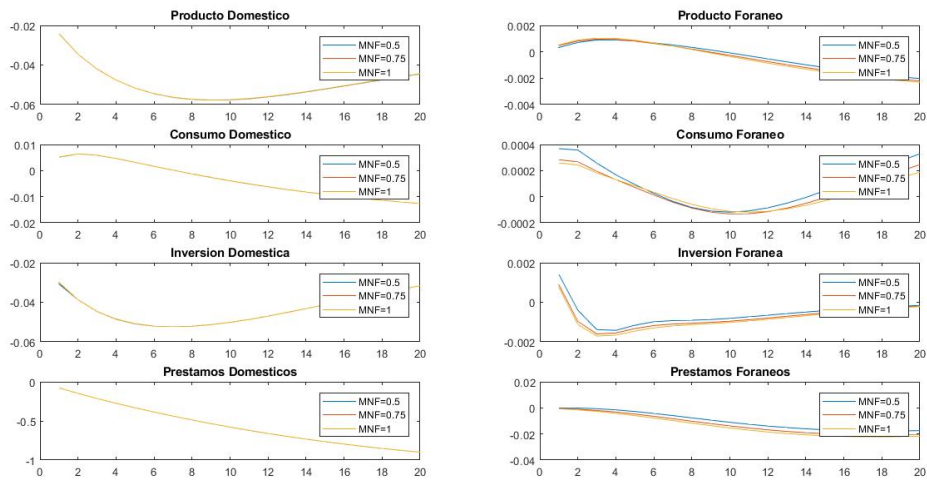 Producto Domestico
-0.02
-0.04
-0.06
MNF=0.5
MNF=0.75
MNF=1
0 2 4 6 8 10 12 14 16 18 20
Producto Foraneo
0.002
0
-0.002
-0.004
MNF=0.5
MNF=0.75
MNF=1
0 2 4 6 8 10 12 14 16 18 20
Consumo Domestico
0.01
0
-0.01
-0.02
MNF=0.5
MNF=0.75
MNF=1
0 2 4 6 8 10 12 14 16 18 20
Consumo Foraneo
0.0004
0.0002
0
-0.0002
MNF=0.5
MNF=0.75
MNF=1
0 2 4 6 8 10 12 14 16 18 20
Inversion Domestica
-0.02
-0.04
-0.06
MNF=0.5
MNF=0.75
MNF=1
0 2 4 6 8 10 12 14 16 18 20
Inversion Foranea
0.002
0
-0.002
MNF=0.5
MNF=0.75
MNF=1
0 2 4 6 8 10 12 14 16 18 20
Prestamos Domesticos
0
-0.5
-1
MNF=0.5
MNF=0.75
MNF=1
0 2 4 6 8 10 12 14 16 18 20
Prestamos Foraneos
0.02
0
-0.02
-0.04
MNF=0.5
MNF=0.75
MNF=1
0 2 4 6 8 10 12 14 16 18 20